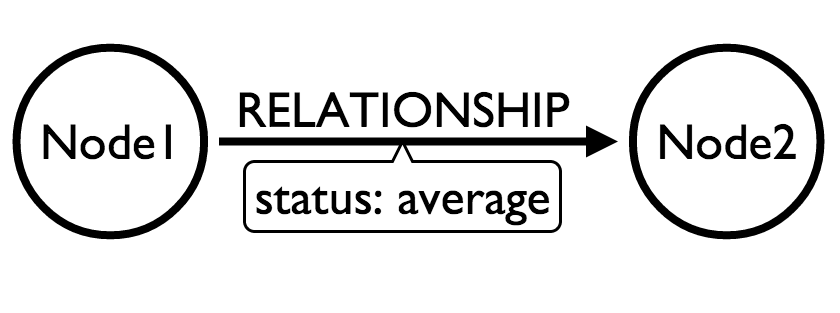 RELATIONSHIP
Node1
Node2
status: average